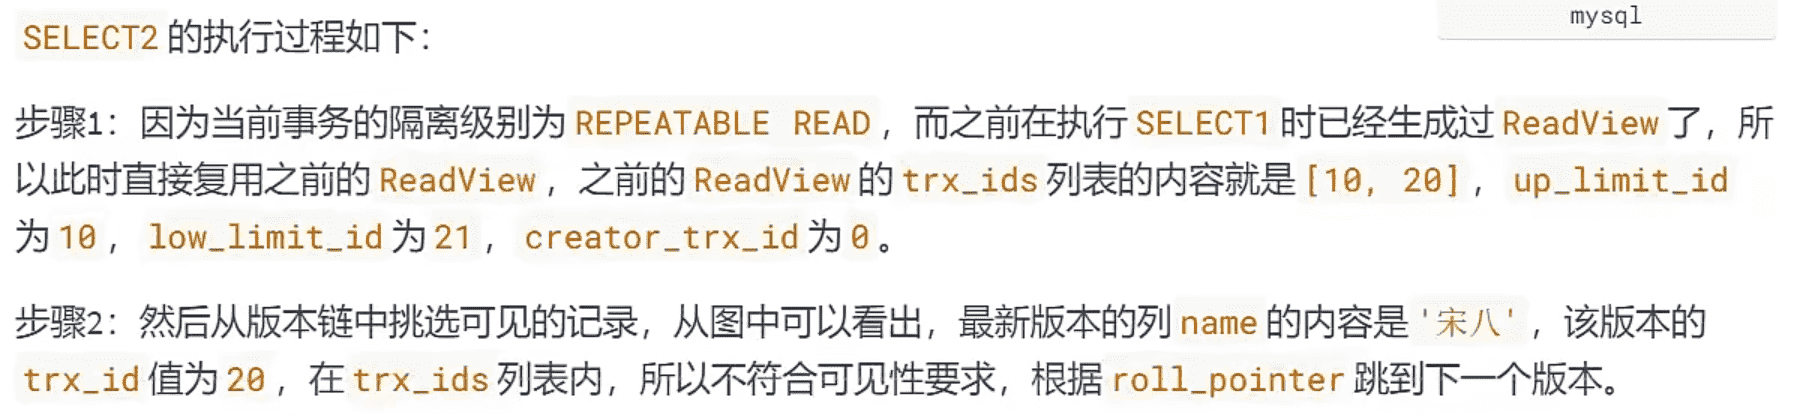 mysql
SELECT2 的执行过程如下：
步骤1：因为当前事务的隔离级别为 REPEATABLE READ ，而之前在执行 SELECT1 时已经生成过 ReadView 了，所
以此时直接复用之前的 ReadView ，之前的 ReadView 的 trx_ids 列表的内容就是 [10, 20] ， up_limit_id
为 10 ， low_limit_id 为 21 ， creator_trx_id 为 0 。
步骤2：然后从版本链中挑选可见的记录，从图中可以看出，最新版本的列 name 的内容是 '宋八' ，该版本的
trx_id 值为 20 ，在 trx_ids 列表内，所以不符合可见性要求，根据 roll_pointer 跳到下一个版本。